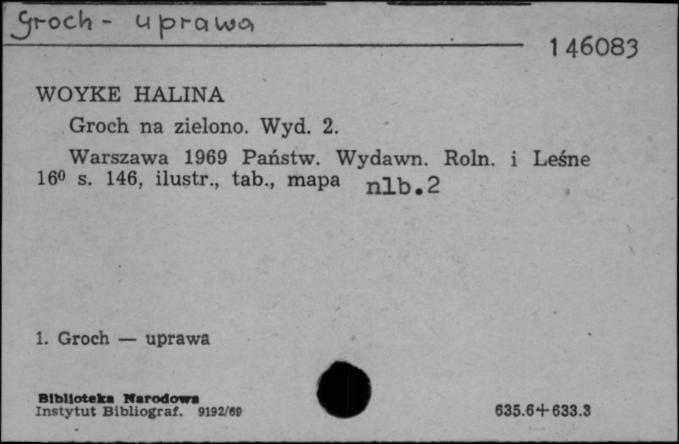 Groch - uprawa
146083
WOYKE HALINA
Groch na zielono. Wyd. 2.
Warszawa 1969 Państw. Wydawn. Roln. i Leśne
16⁰ s. 146, ilustr., tab., mapa nlb.2
1. Groch — uprawa
Biblioteka Narodowa
Instytut Bibliograf. 9192/69
635.6+633.3